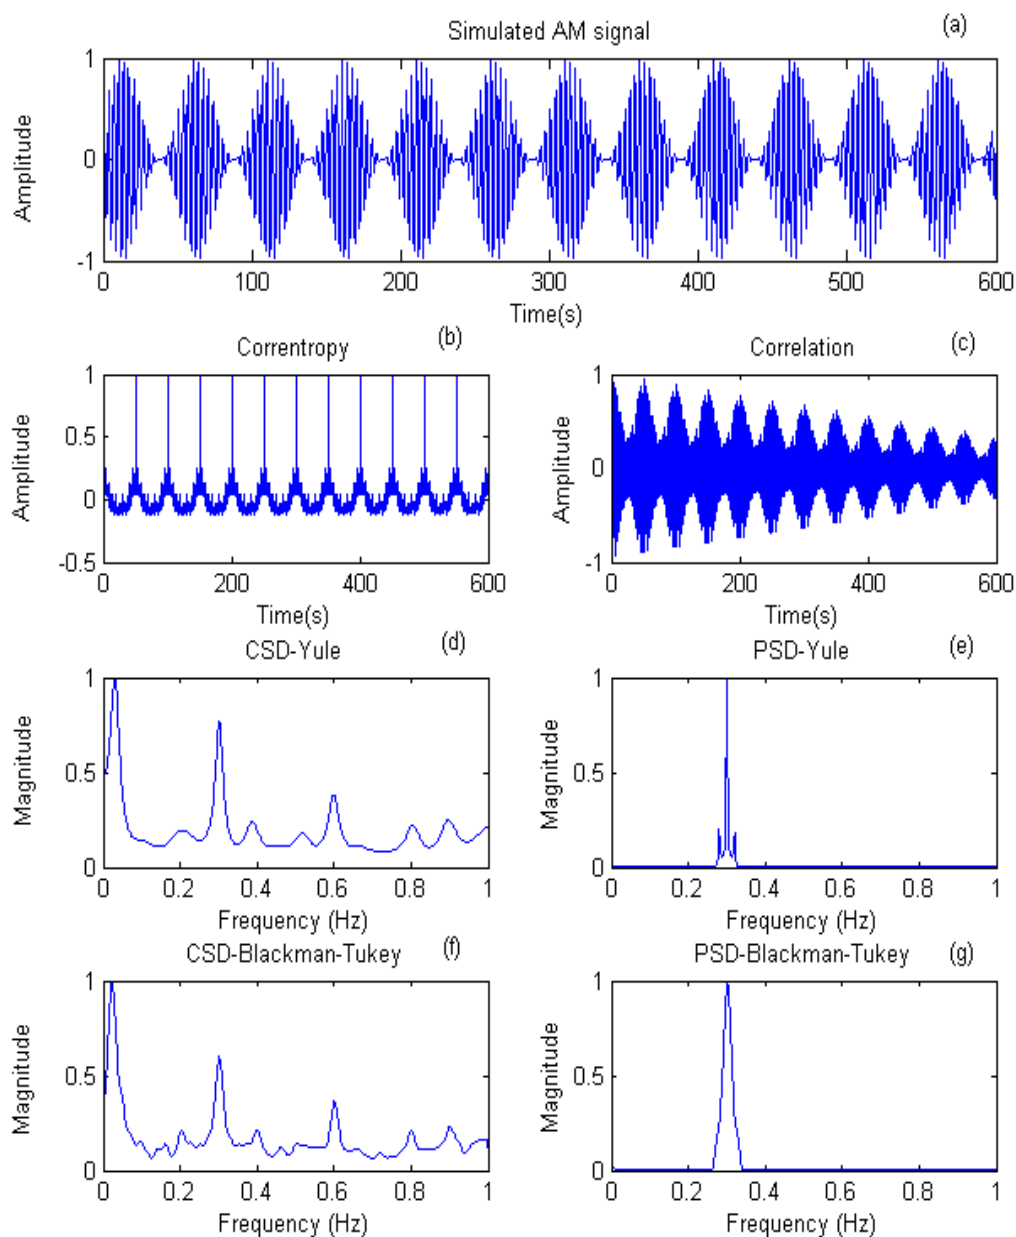 Simulated AM signal (a)
Amplitude
1
0
-1
0 100 200 300 400 500 600
Time(s)
Correntropy (b)
Amplitude
1
0.5
0
-0.5
0 200 400 600
Time(s)
Correlation (c)
Amplitude
1
0
-1
0 200 400 600
Time(s)
CSD-Yule (d)
Magnitude
1
0.5
0
0 0.2 0.4 0.6 0.8 1
Frequency (Hz)
PSD-Yule (e)
Magnitude
1
0.5
0
0 0.2 0.4 0.6 0.8 1
Frequency (Hz)
CSD-Blackman-Tukey (f)
Magnitude
1
0.5
0
0 0.2 0.4 0.6 0.8 1
Frequency (Hz)
PSD-Blackman-Tukey (g)
Magnitude
1
0.5
0
0 0.2 0.4 0.6 0.8 1
Frequency (Hz)